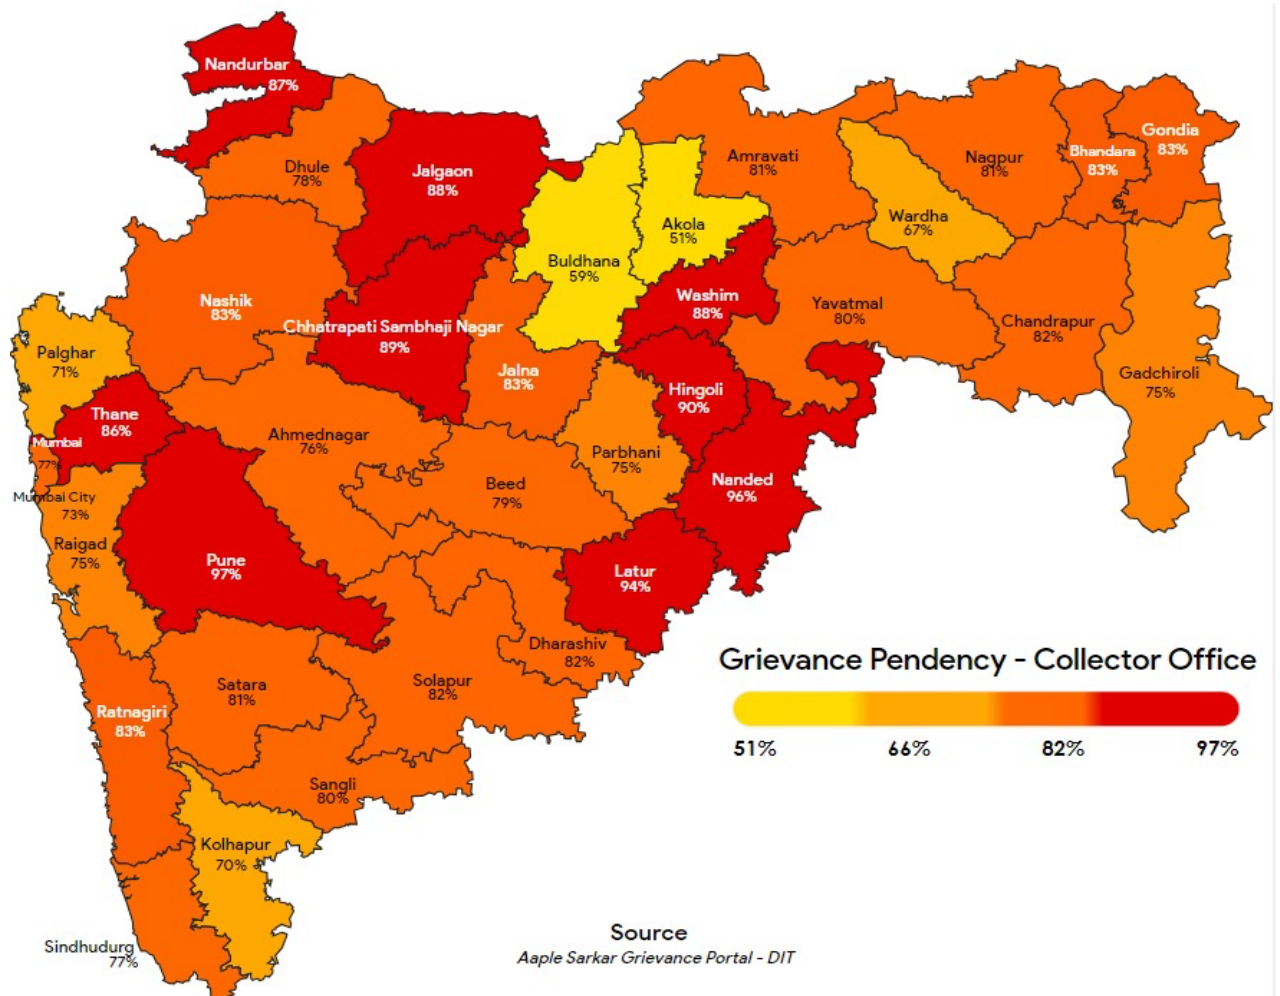 Nandurbar
87%
Dhule
78%
Jalgaon
88%
Buldhana
59%
Akola
51%
Amravati
81%
Wardha
67%
Nagpur
81%
Bhandara
83%
Gondia
83%
Nashik
83%
Chhatrapati Sambhaji Nagar
89%
Jalna
83%
Washim
88%
Yavatmal
80%
Chandrapur
82%
Gadchiroli
75%
Palghar
71%
Thane
86%
Mumbai
77%
Mumbai City
73%
Raigad
75%
Ahmednagar
76%
Beed
79%
Parbhani
75%
Hingoli
90%
Nanded
96%
Pune
97%
Latur
94%
Dharashiv
82%
Solapur
82%
Satara
81%
Ratnagiri
83%
Sangli
80%
Kolhapur
70%
Sindhudurg
77%
Grievance Pendency - Collector Office
51% 66% 82% 97%
Source
Aaple Sarkar Grievance Portal - DIT